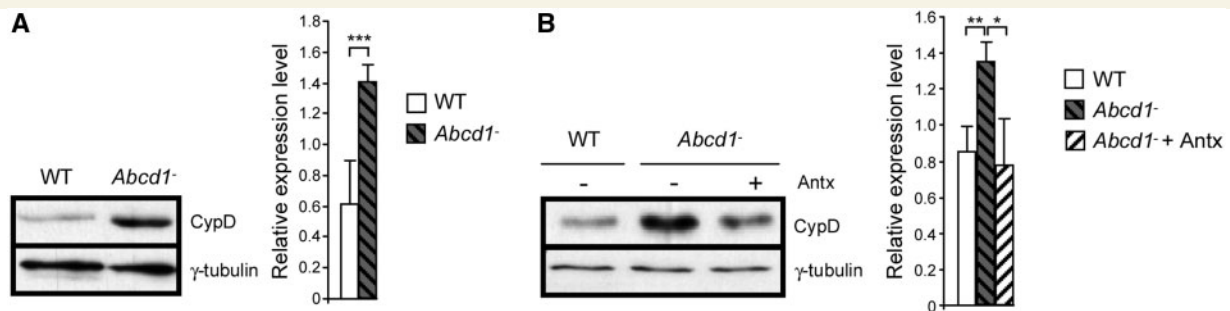 A
WT Abcd1-
CypD
γ-tubulin
Relative expression level
1.8
1.6
1.4
1.2
1.0
0.8
0.6
0.4
0.2
0
***
WT
Abcd1-
B
WT Abcd1-
- - + Antx
CypD
γ-tubulin
Relative expression level
1.6
1.4
1.2
1.0
0.8
0.6
0.4
0.2
0
** *
WT
Abcd1-
Abcd1- + Antx